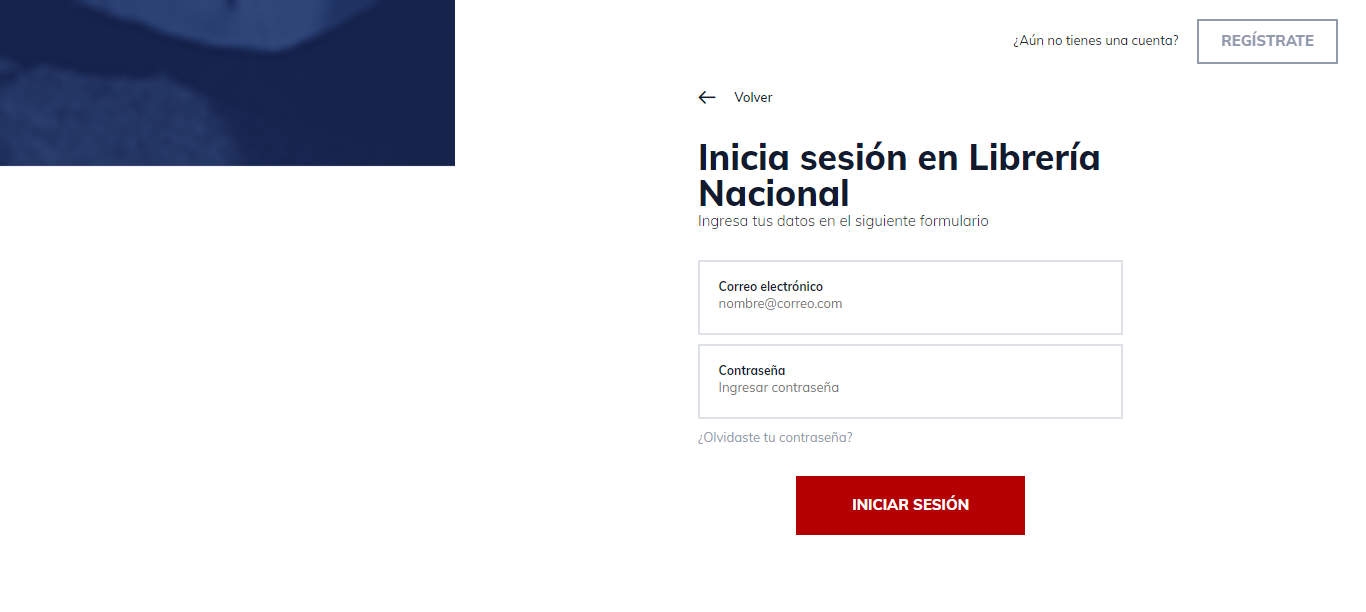 ¿Aún no tienes una cuenta? REGÍSTRATE
Volver
Inicia sesión en Librería
Nacional
Ingresa tus datos en el siguiente formulario
Correo electrónico
nombre@correo.com
Contraseña
Ingresar contraseña
¿Olvidaste tu contraseña?
INICIAR SESIÓN